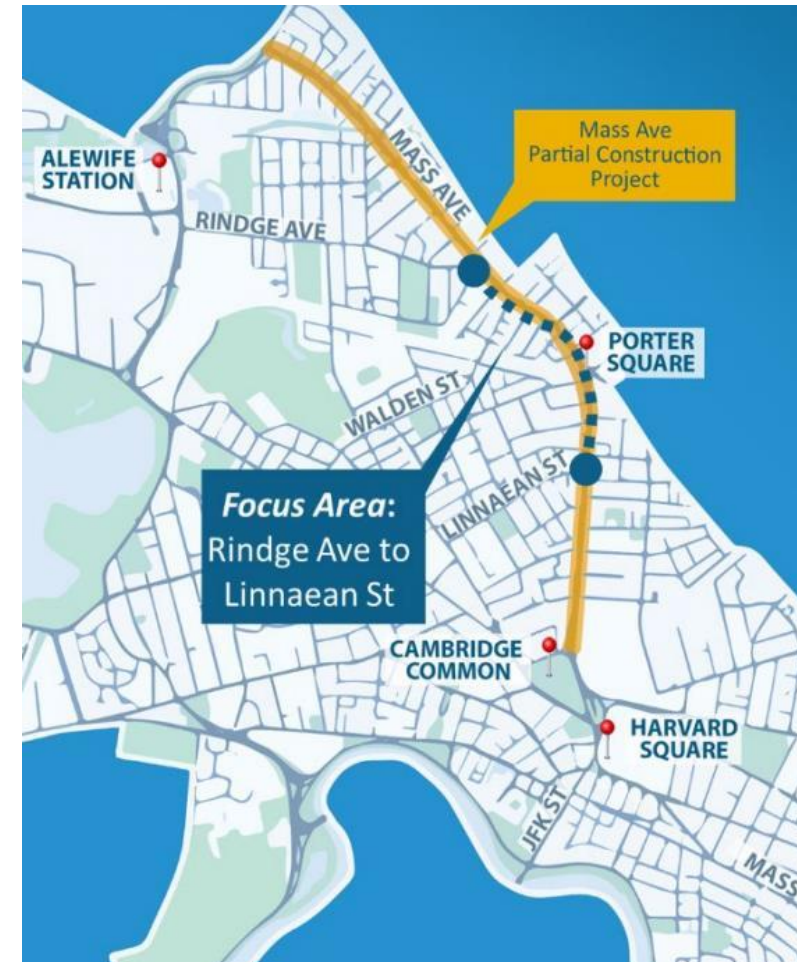 MASS AVE
Mass Ave
Partial Construction
Project
ALEWIFE
STATION
RINDGE AVE
PORTER
SQUARE
WALDEN ST
LINNAEAN ST
Focus Area:
Rindge Ave to
Linnaean St
CAMBRIDGE
COMMON
HARVARD
SQUARE
JFK ST
MASS